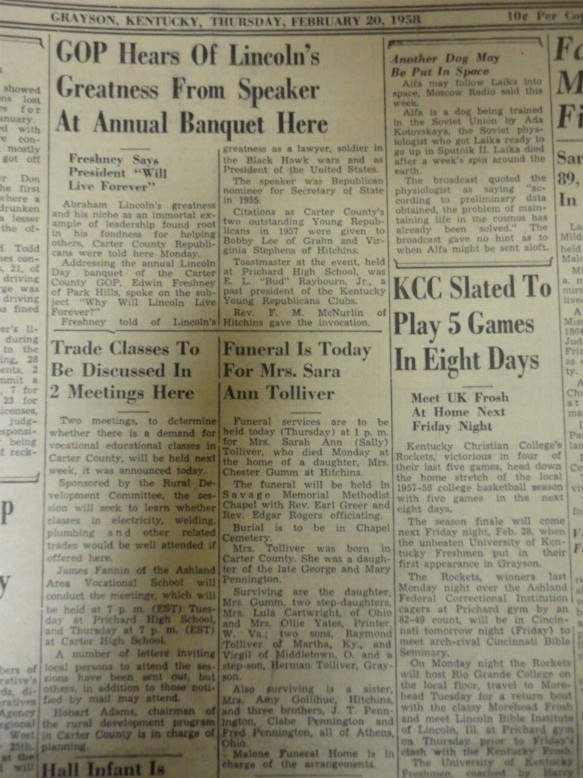 GRAYSON, KENTUCKY, THURSDAY, FEBRUARY 20, 1958
10¢ Per
GOP Hears Of Lincoln's
Greatness From Speaker
At Annual Banquet Here
Freshney Says
President "Will
Live Forever"
Abraham Lincoln's greatness
and his niche as an immortal ex-
ample of leadership found root
in his fondness for helping
others, Carter County Republi-
cans were told here Monday.
Addressing the annual Lincoln
Day banquet of the Carter
County GOP, Edwin Freshney
of Park Hills, spoke on the sub-
ject "Why Will Lincoln Live
Forever?"
Freshney told of Lincoln's
greatness as a lawyer, soldier in
the Black Hawk wars and as
President of the United States.
The speaker was Republican
nominee for Secretary of State
in 1955.
Citations as Carter County's
two outstanding Young Repub-
licans in 1957 were given to
Bobby Lee of Grahn and Vir-
ginia Stephens of Hitchins.
Toastmaster at the event, held
at Prichard High School, was
E. L. "Bud" Raybourn, Jr., a
past president of the Kentucky
Young Republicans Clubs.
Rev. F. M. McNurlin of
Hitchins gave the invocation.
Trade Classes To
Be Discussed In
2 Meetings Here
Two meetings, to determine
whether there is a demand for
vocational educational classes in
Carter County, will be held next
week, it was announced today.
Sponsored by the Rural De-
velopment Committee, the ses-
sion will seek to learn whether
classes in electricity, welding,
plumbing and other related
trades would be well attended if
offered here.
James Fannin of the Ashland
Area Vocational School will
conduct the meetings, which will
be held at 7 p. m. (EST) Tues-
day at Prichard High School,
and Thursday at 7 p. m. (EST)
at Carter High School.
A number of letters inviting
local persons to attend the ses-
sions have been sent out, but
others, in addition to those noti-
fied by mail may attend.
Hobart Adams, chairman of
the rural development program
in Carter County is in charge of
planning.
Hall Infant Is
Funeral Is Today
For Mrs. Sara
Ann Tolliver
Funeral services are to be
held today (Thursday) at 1 p. m.
for Mrs. Sarah Ann (Sally)
Tolliver, who died Monday at
the home of a daughter, Mrs.
Chester Gumm at Hitchins.
The funeral will be held in
Savage Memorial Methodist
Chapel with Rev. Earl Greer and
Rev. Edgar Rogers officiating.
Burial is to be in Chapel
Cemetery.
Mrs. Tolliver was born in
Carter County. She was a daugh-
ter of the late George and Mary
Pennington.
Surviving are the daughter,
Mrs. Gumm, two step-daughters,
Mrs. Lula Cartwright, of Ohio
and Mrs. Ollie Yates, Printer,
W. Va.; two sons, Raymond
Tolliver of Martha, Ky., and
Virgil of Middletown, O. and a
step-son, Herman Tolliver, Gray-
son.
Also surviving is a sister,
Mrs. Amy Gollihue, Hitchins,
and three brothers, J. T. Penn-
ington, Clabe Pennington and
Fred Pennington, all of Athens,
Ohio.
Malone Funeral Home is in
charge of the arrangements.
Another Dog May
Be Put In Space
Alfa may follow Laika into
space, Moscow Radio said this
week.
Alfa is a dog being trained
in the Soviet Union by Ada
Kotovskaya, the Soviet phys-
iologist who got Laika ready to
go up in Sputnik II. Laika died
after a week's spin around the
earth.
The broadcast quoted the
physiologist as saying "ac-
cording to preliminary data
obtained, the problem of main-
taining life in the cosmos has
already been solved." The
broadcast gave no hint as to
when Alfa might be sent aloft.
KCC Slated To
Play 5 Games
In Eight Days
Meet UK Frosh
At Home Next
Friday Night
Kentucky Christian College's
Rockets, victorious in four of
their last five games, head down
the home stretch of the local
1957-58 college basketball season
with five games in the next
eight days.
The season finale will come
next Friday night, Feb. 28, when
the unbeaten University of Ken-
tucky Freshmen put in their
first appearance in Grayson.
The Rockets, winners last
Monday night over the Ashland
Federal Correctional Institution
cagers at Prichard gym by an
82-49 count, will be in Cincin-
nati tomorrow night (Friday) to
meet arch-rival Cincinnati Bible
Seminary.
On Monday night the Rockets
will host Rio Grande College on
the local floor, travel to More-
head Tuesday for a return bout
with the classy Morehead Frosh
and meet Lincoln Bible Institute
of Lincoln, Ill. at Prichard gym
on Thursday prior to Friday's
clash with the Kentucky Frosh.
The University of Kentucky